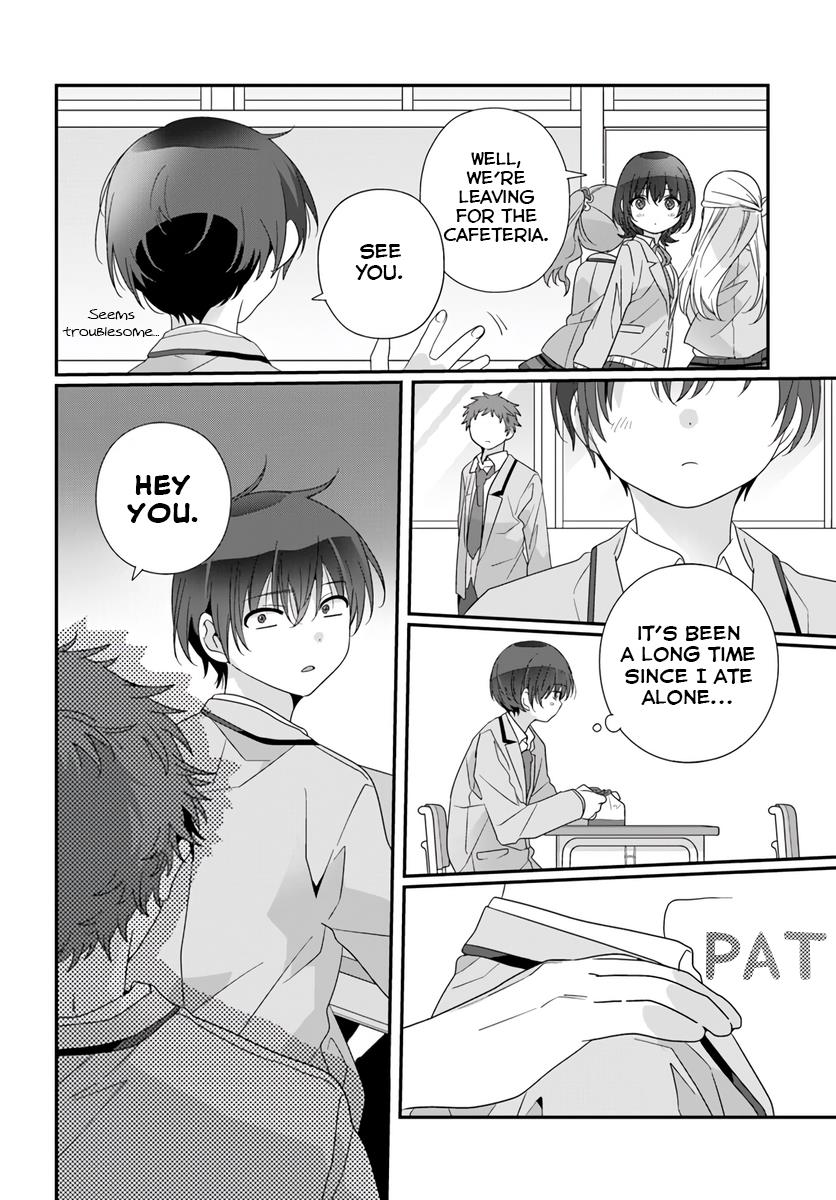 WELL,
WE'RE
LEAVING
FOR THE
CAFETERIA.
SEE
YOU.
Seems
troublesome...
IT'S BEEN
A LONG TIME
SINCE I ATE
ALONE...
PAT
HEY
YOU.